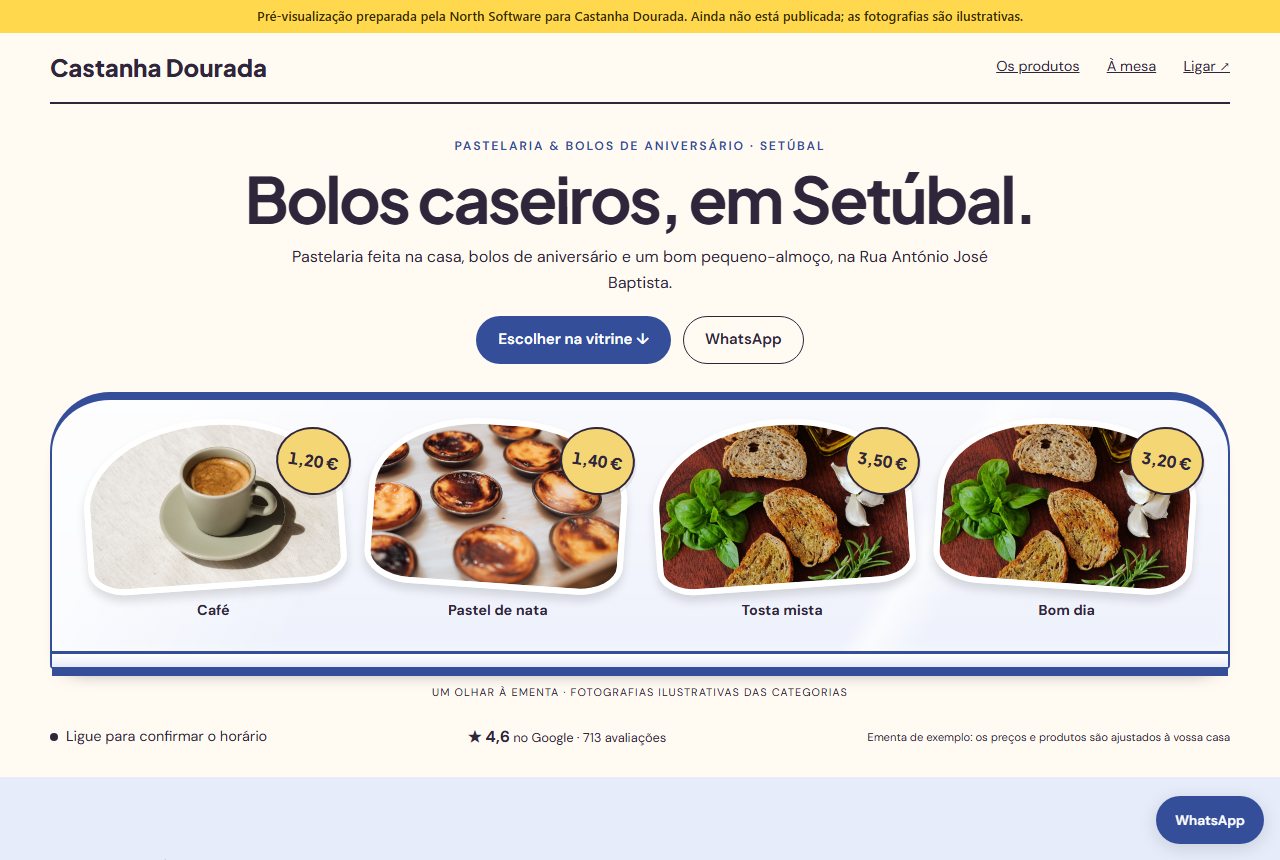 Pré-visualização preparada pela North Software para Castanha Dourada. Ainda não está publicada; as fotografias são ilustrativas.
Castanha Dourada
Os produtos
À mesa
Ligar ↗
PASTELARIA & BOLOS DE ANIVERSÁRIO · SETÚBAL
Bolos caseiros, em Setúbal.
Pastelaria feita na casa, bolos de aniversário e um bom pequeno-almoço, na Rua António José
Baptista.
Escolher na vitrine ↓
WhatsApp
1,20 €
1,40 €
3,50 €
3,20 €
Café
Pastel de nata
Tosta mista
Bom dia
UM OLHAR À EMENTA · FOTOGRAFIAS ILUSTRATIVAS DAS CATEGORIAS
Ligue para confirmar o horário
★ 4,6 no Google · 713 avaliações
Ementa de exemplo: os preços e produtos são ajustados à vossa casa
WhatsApp